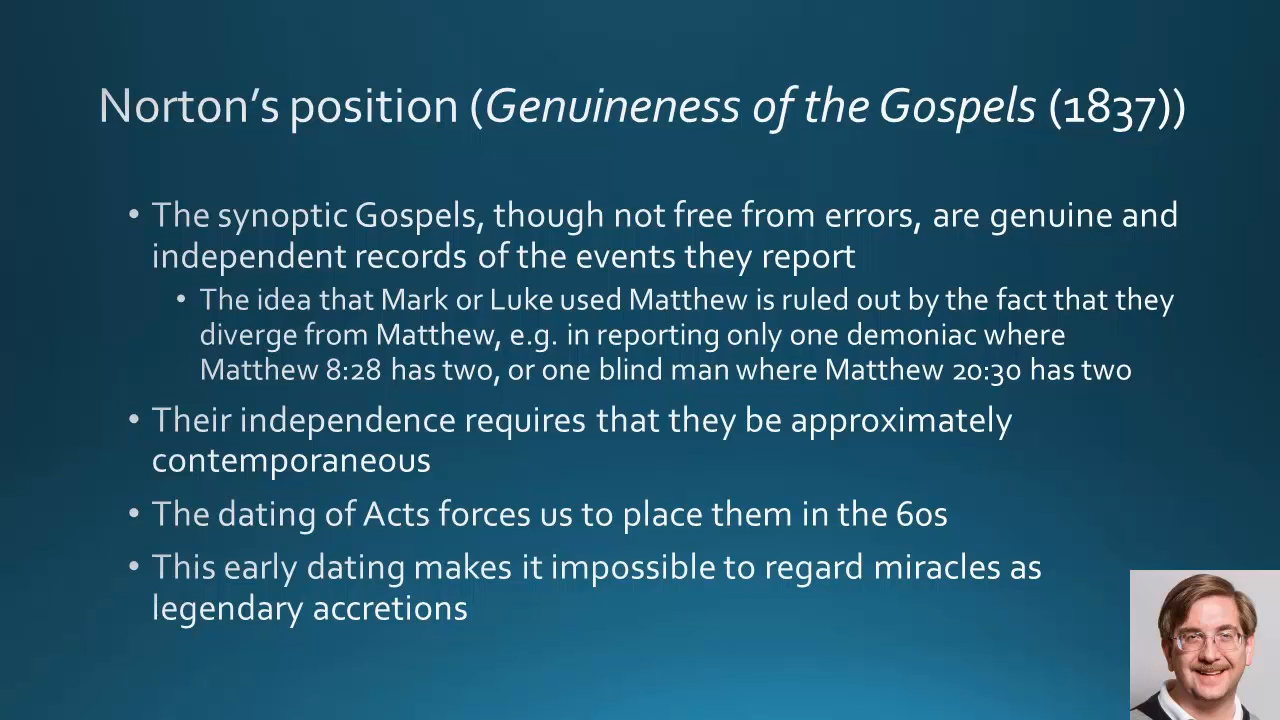 Norton's position (Genuineness of the Gospels (1837))
• The synoptic Gospels, though not free from errors, are genuine and
independent records of the events they report
• The idea that Mark or Luke used Matthew is ruled out by the fact that they
diverge from Matthew, e.g. in reporting only one demoniac where
Matthew 8:28 has two, or one blind man where Matthew 20:30 has two
• Their independence requires that they be approximately
contemporaneous
• The dating of Acts forces us to place them in the 60s
• This early dating makes it impossible to regard miracles as
legendary accretions